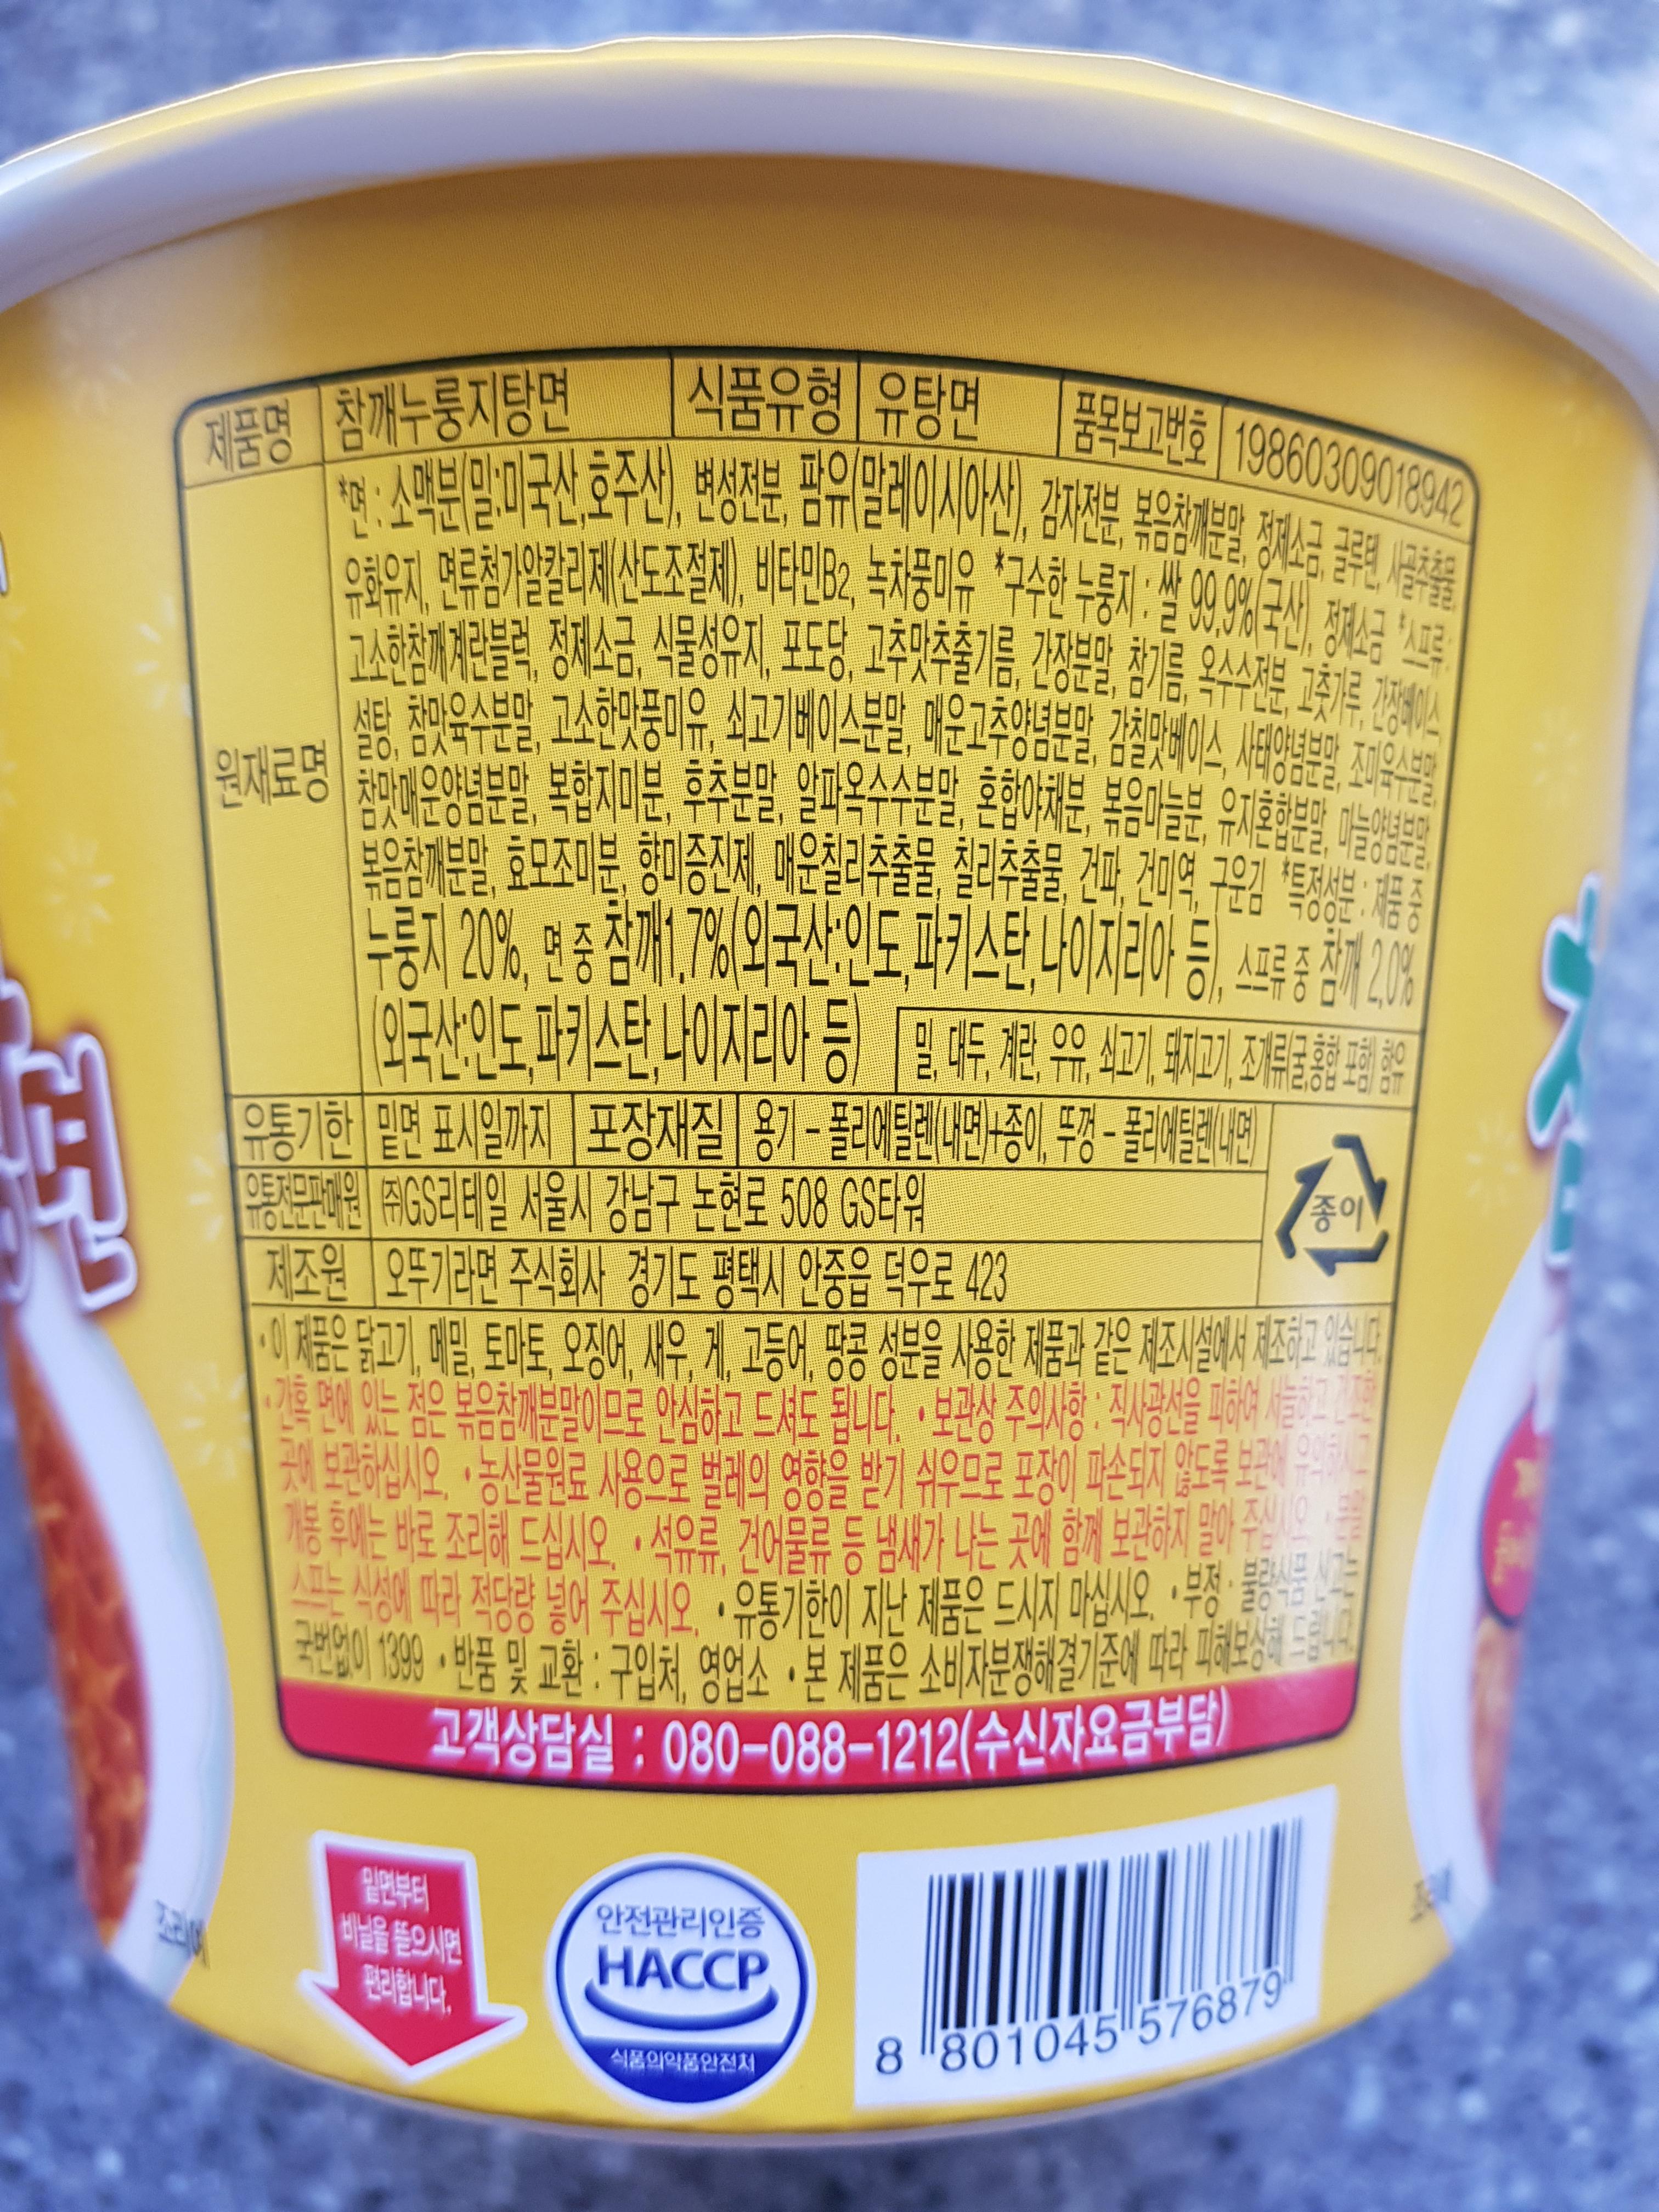 제품명 참깨누룽지탕면 식품유형 유탕면 품목보고번호 19860309018942
원재료명
*면 : 소맥분(밀:미국산,호주산), 변성전분, 팜유(말레이시아산), 감자전분, 볶음참깨분말, 정제소금, 글루텐, 사골추출물,
유화유지, 면류첨가알칼리제(산도조절제), 비타민B2, 녹차풍미유 *구수한 누룽지 : 쌀 99.9%(국산), 정제소금 *스프류 :
고소한참깨계란블럭, 정제소금, 식물성유지, 포도당, 고추맛추출기름, 간장분말, 참기름, 옥수수전분, 고춧가루, 간장베이스,
설탕, 참맛육수분말, 고소한맛풍미유, 쇠고기베이스분말, 매운고추양념분말, 감칠맛베이스, 사태양념분말, 조미육수분말,
참맛매운양념분말, 복합지미분, 후추분말, 알파옥수수분말, 혼합야채분, 볶음마늘분, 유지혼합분말, 마늘양념분말,
볶음참깨분말, 효모조미분, 향미증진제, 매운칠리추출물, 칠리추출물, 건파, 건미역, 구운김 *특정성분 : 제품 중
누룽지 20%, 면 중 참깨1.7%(외국산:인도,파키스탄,나이지리아 등), 스프류 중 참깨 2.0%
(외국산:인도,파키스탄,나이지리아 등) 밀, 대두, 계란, 우유, 쇠고기, 돼지고기, 조개류(굴,홍합 포함) 함유
유통기한 밑면 표시일까지 포장재질 용기 – 폴리에틸렌(내면)+종이, 뚜껑 – 폴리에틸렌(내면)
유통전문판매원 ㈜GS리테일 서울시 강남구 논현로 508 GS타워
종이
제조원 오뚜기라면 주식회사 경기도 평택시 안중읍 덕우로 423
• 이 제품은 닭고기, 메밀, 토마토, 오징어, 새우, 게, 고등어, 땅콩 성분을 사용한 제품과 같은 제조시설에서 제조하고 있습니다.
• 간혹 면에 있는 점은 볶음참깨분말이므로 안심하고 드셔도 됩니다. • 보관상 주의사항 : 직사광선을 피하여 서늘하고 건조한
곳에 보관하십시오. • 농산물원료 사용으로 벌레의 영향을 받기 쉬우므로 포장이 파손되지 않도록 보관에 유의하시고
개봉 후에는 바로 조리해 드십시오. • 석유류, 건어물류 등 냄새가 나는 곳에 함께 보관하지 말아 주십시오. •
스프는 식성에 따라 적당량 넣어 주십시오. • 유통기한이 지난 제품은 드시지 마십시오. • 부정 · 불량식품 신고는
국번없이 1399 • 반품 및 교환 : 구입처, 영업소 • 본 제품은 소비자분쟁해결기준에 따라 피해보상해 드립니다.
고객상담실 : 080-088-1212(수신자요금부담)
밑면부터
비닐을 뜯으시면
편리합니다.
안전관리인증
HACCP
식품의약품안전처
8 801045 576879
조리예